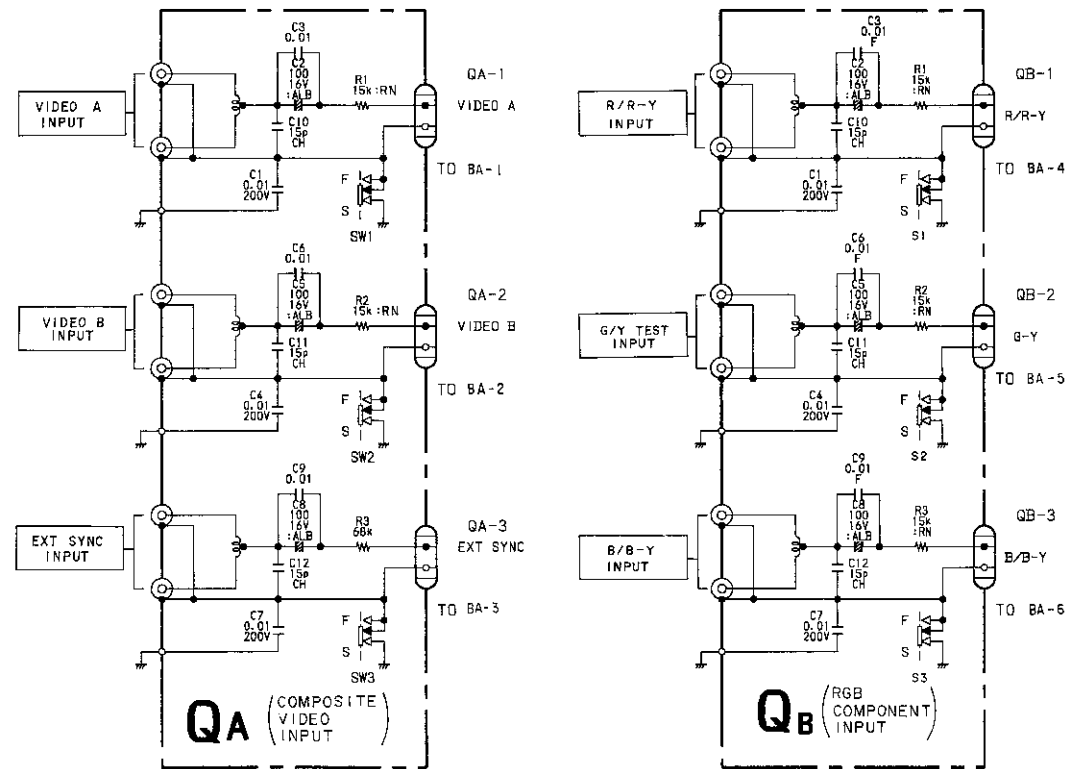 C3
0.01
C2
100
16V
:ALB
R1
15k :RN
QA-1
VIDEO A
VIDEO A
INPUT
C10
15p
CH
TO BA-1
C1
0.01
200V
F
S
SW1
C6
0.01
C5
100
16V
:ALB
R2
15k :RN
QA-2
VIDEO B
VIDEO B
INPUT
C11
15p
CH
TO BA-2
C4
0.01
200V
F
S
SW2
C9
0.01
C8
100
16V
:ALB
R3
68k
QA-3
EXT SYNC
EXT SYNC
INPUT
C12
15p
CH
TO BA-3
C7
0.01
200V
F
S
SW3
QA (COMPOSITE
VIDEO
INPUT)
C3
0.01
F
C2
100
16V
:ALB
R1
15k
:RN
QB-1
R/R-Y
R/R-Y
INPUT
C10
15p
CH
TO BA-4
C1
0.01
200V
F
S
S1
C6
0.01
F
C5
100
16V
:ALB
R2
15k
:RN
QB-2
G-Y
G/Y TEST
INPUT
C11
15p
CH
TO BA-5
C4
0.01
200V
F
S
S2
C9
0.01
F
C8
100
16V
:ALB
R3
15k
:RN
QB-3
B/B-Y
B/B-Y
INPUT
C12
15p
CH
TO BA-6
C7
0.01
200V
F
S
S3
QB (RGB
COMPONENT
INPUT)